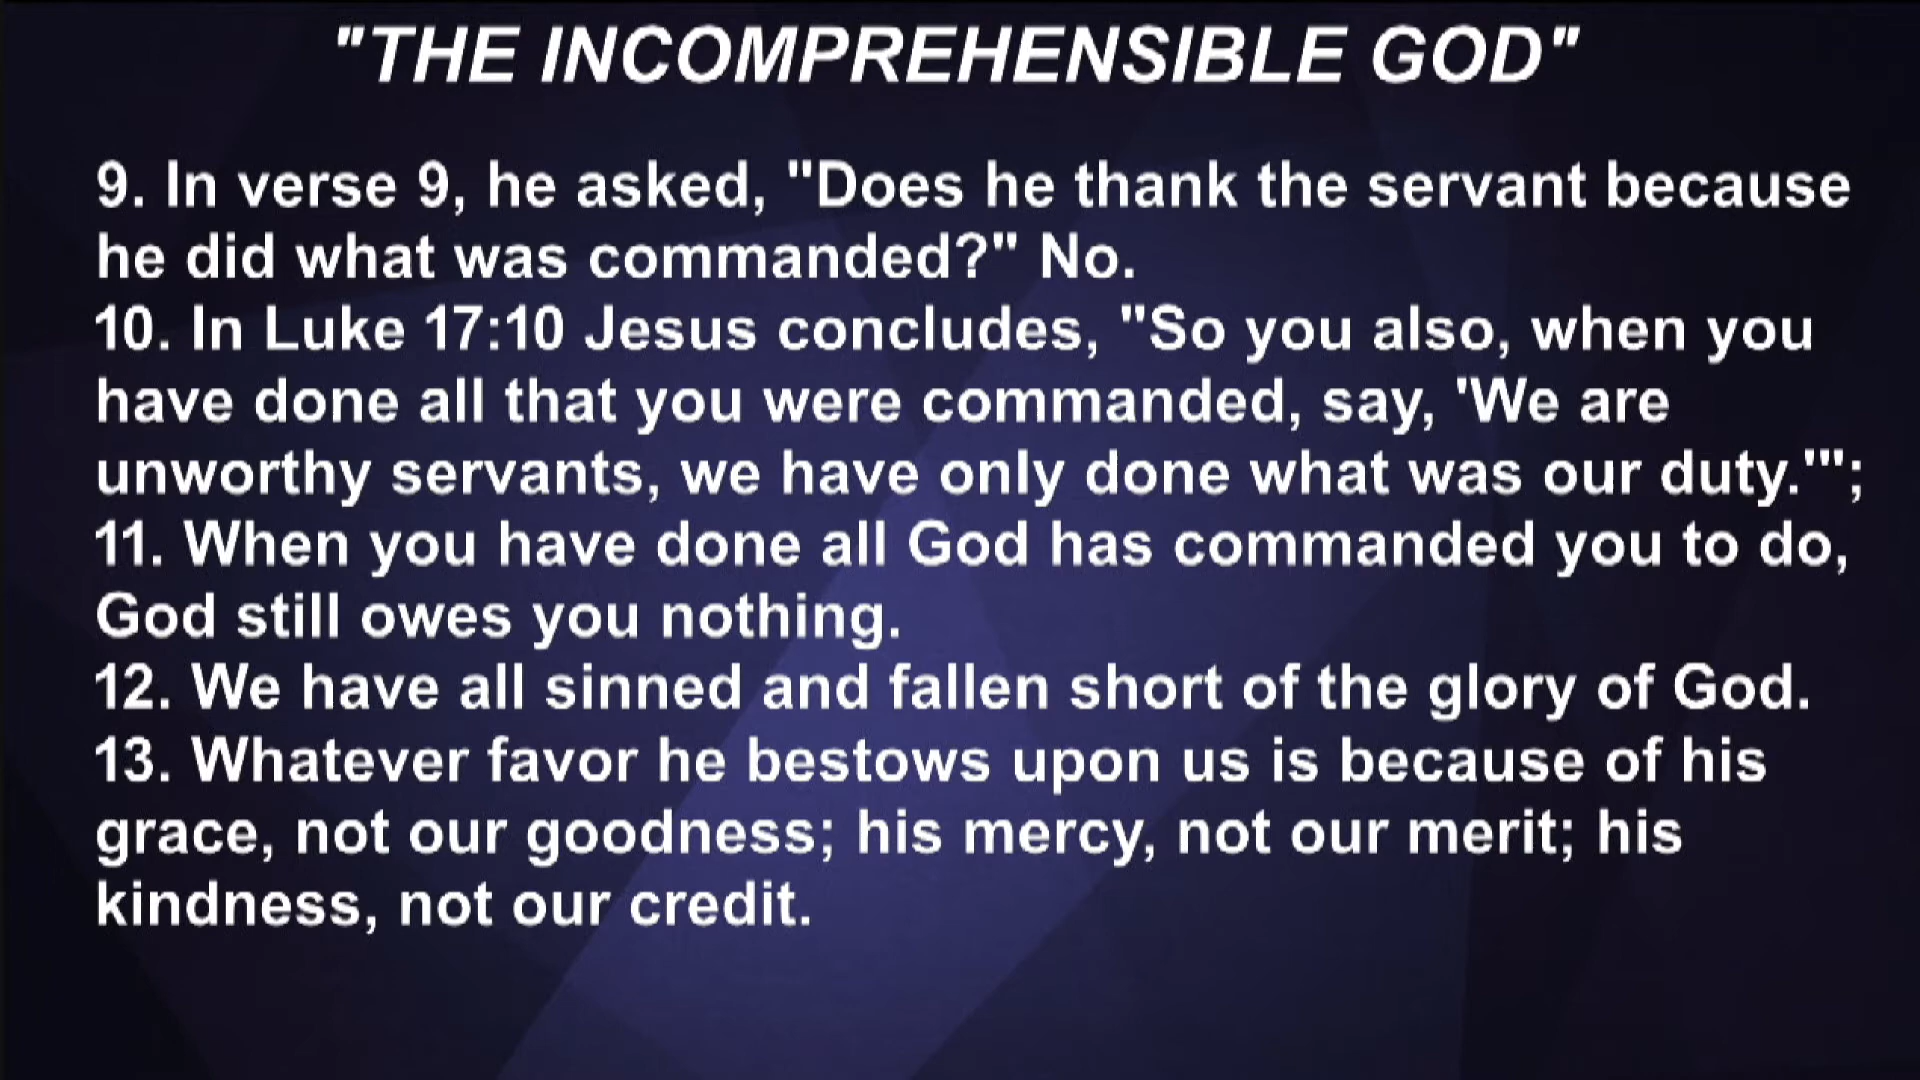 "THE INCOMPREHENSIBLE GOD"
9. In verse 9, he asked, "Does he thank the servant because
he did what was commanded?" No.
10. In Luke 17:10 Jesus concludes, "So you also, when you
have done all that you were commanded, say, 'We are
unworthy servants, we have only done what was our duty.'";
11. When you have done all God has commanded you to do,
God still owes you nothing.
12. We have all sinned and fallen short of the glory of God.
13. Whatever favor he bestows upon us is because of his
grace, not our goodness; his mercy, not our merit; his
kindness, not our credit.